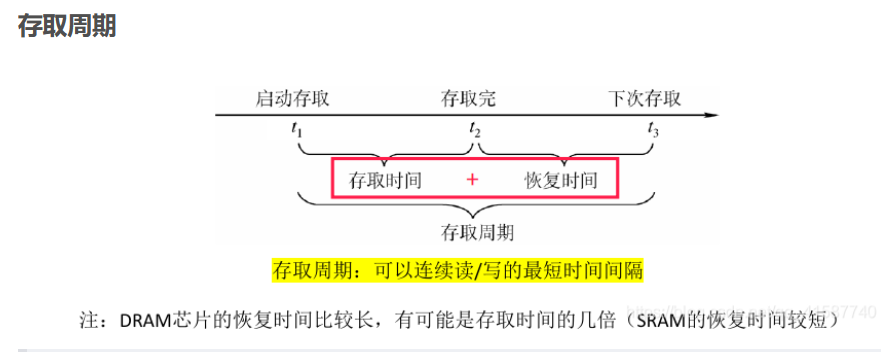 存取周期
启动存取 存取完 下次存取
t1 t2 t3
存取时间 + 恢复时间
存取周期
存取周期：可以连续读/写的最短时间间隔
注：DRAM芯片的恢复时间比较长，有可能是存取时间的几倍（SRAM的恢复时间较短）